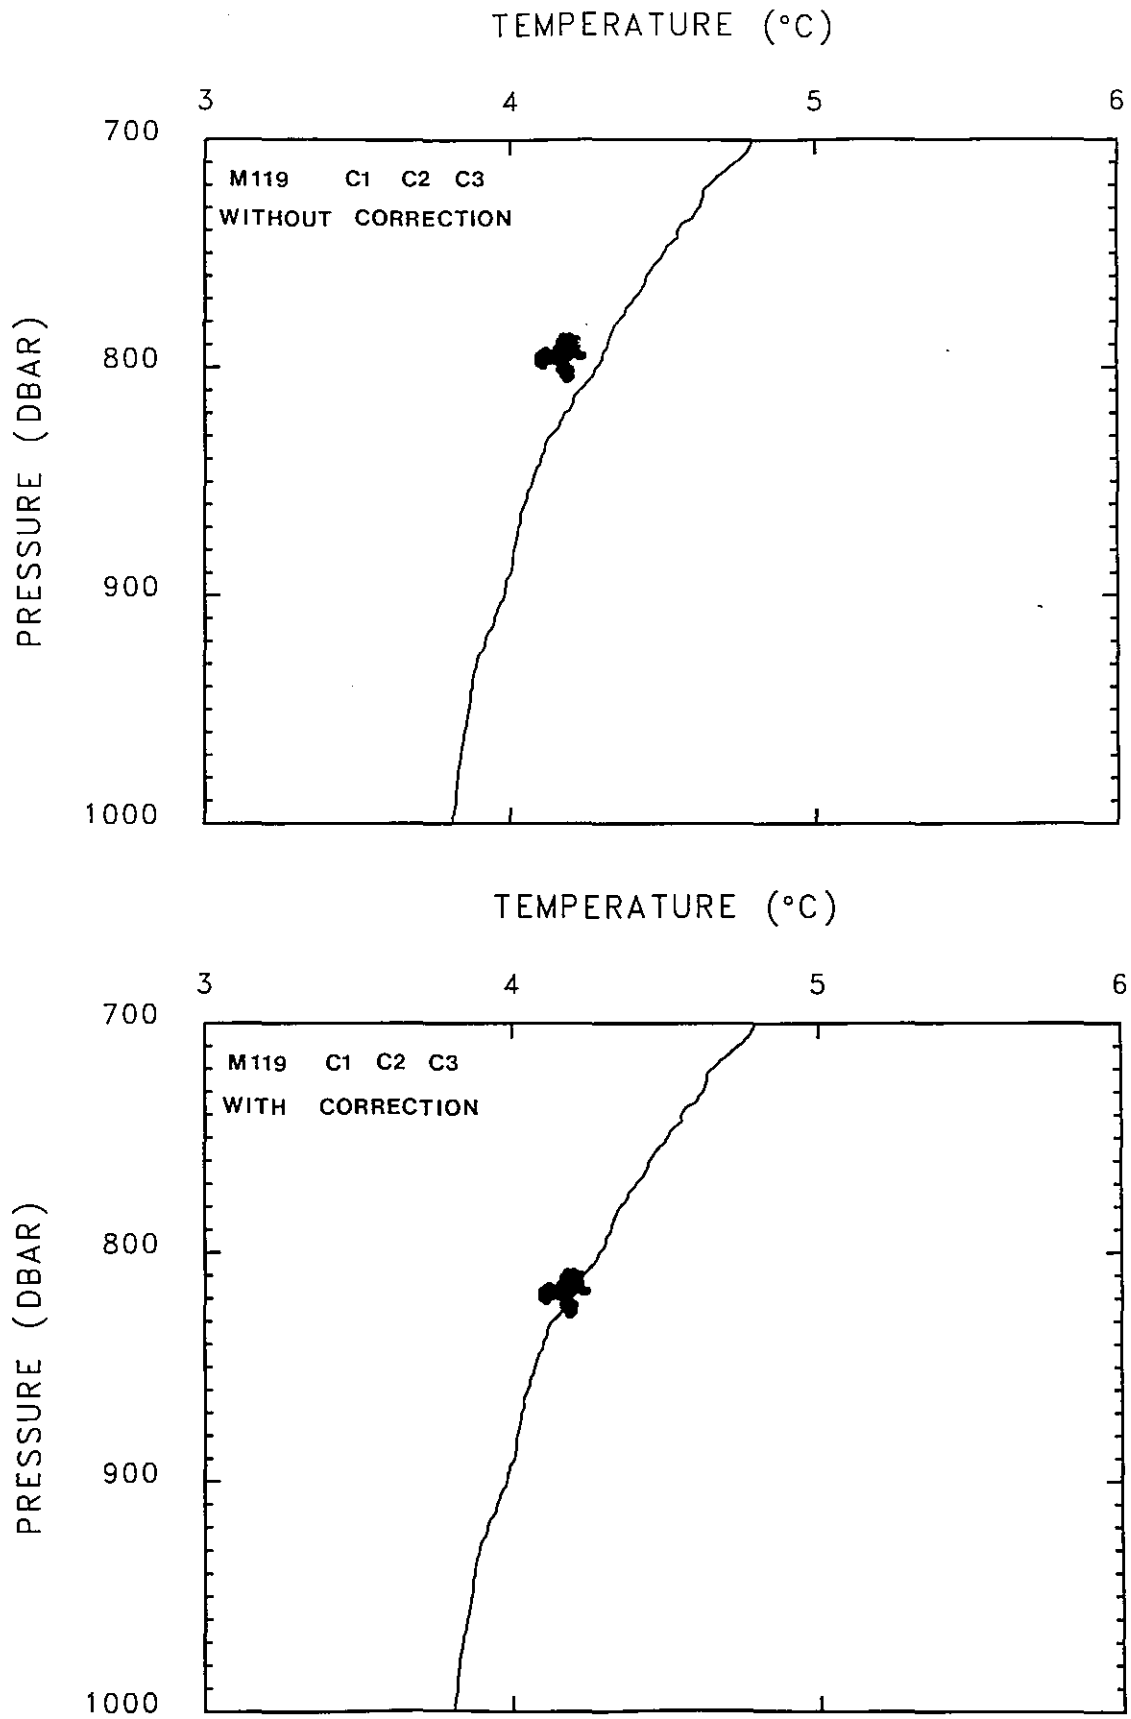 TEMPERATURE (°C)
3 4 5 6
700
M119 C1 C2 C3
WITHOUT CORRECTION
800
PRESSURE (DBAR)
900
1000
TEMPERATURE (°C)
3 4 5 6
700
M119 C1 C2 C3
WITH CORRECTION
800
PRESSURE (DBAR)
900
1000